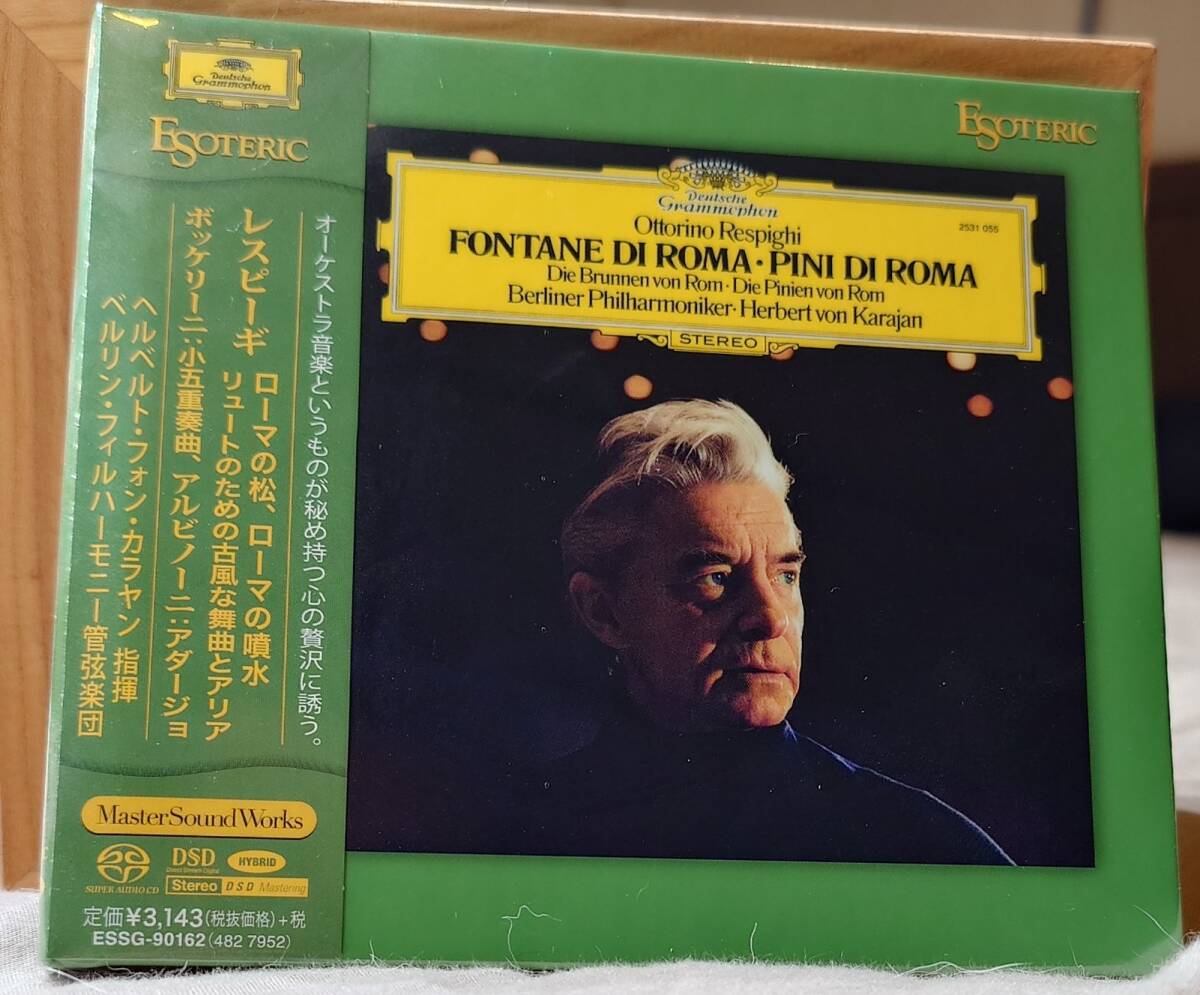 Deutsche
Grammophon
ESOTERIC
オーケストラ音楽というものが秘め持つ心の贅沢に誘う。
レスピーギ
ローマの松、ローマの噴水
リュートのための古風な舞曲とアリア
ボッケリーニ:小五重奏曲、アルビノーニ:アダージョ
ヘルベルト・フォン・カラヤン 指揮
ベルリン・フィルハーモニー管弦楽団
MasterSoundWorks
SUPER AUDIO CD
DSD
Direct Stream Digital
HYBRID
Stereo DSD Mastering
定価¥3,143(税抜価格)+税
ESSG-90162(482 7952)
ESOTERIC
Deutsche
Grammophon
2531 055
Ottorino Respighi
FONTANE DI ROMA·PINI DI ROMA
Die Brunnen von Rom·Die Pinien von Rom
Berliner Philharmoniker·Herbert von Karajan
STEREO